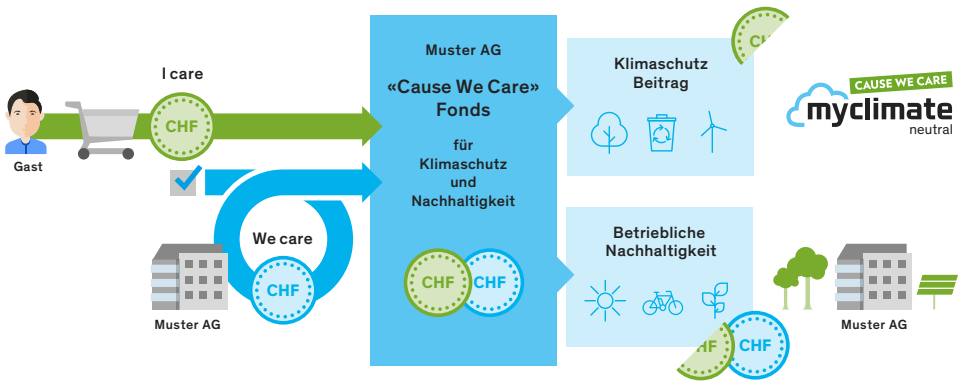 I care
CHF
Gast
We care
CHF
Muster AG
Muster AG
«Cause We Care»
Fonds
für
Klimaschutz
und
Nachhaltigkeit
CHF
CHF
Klimaschutz
Beitrag
CAUSE WE CARE
myclimate
neutral
Betriebliche
Nachhaltigkeit
CHF
Muster AG